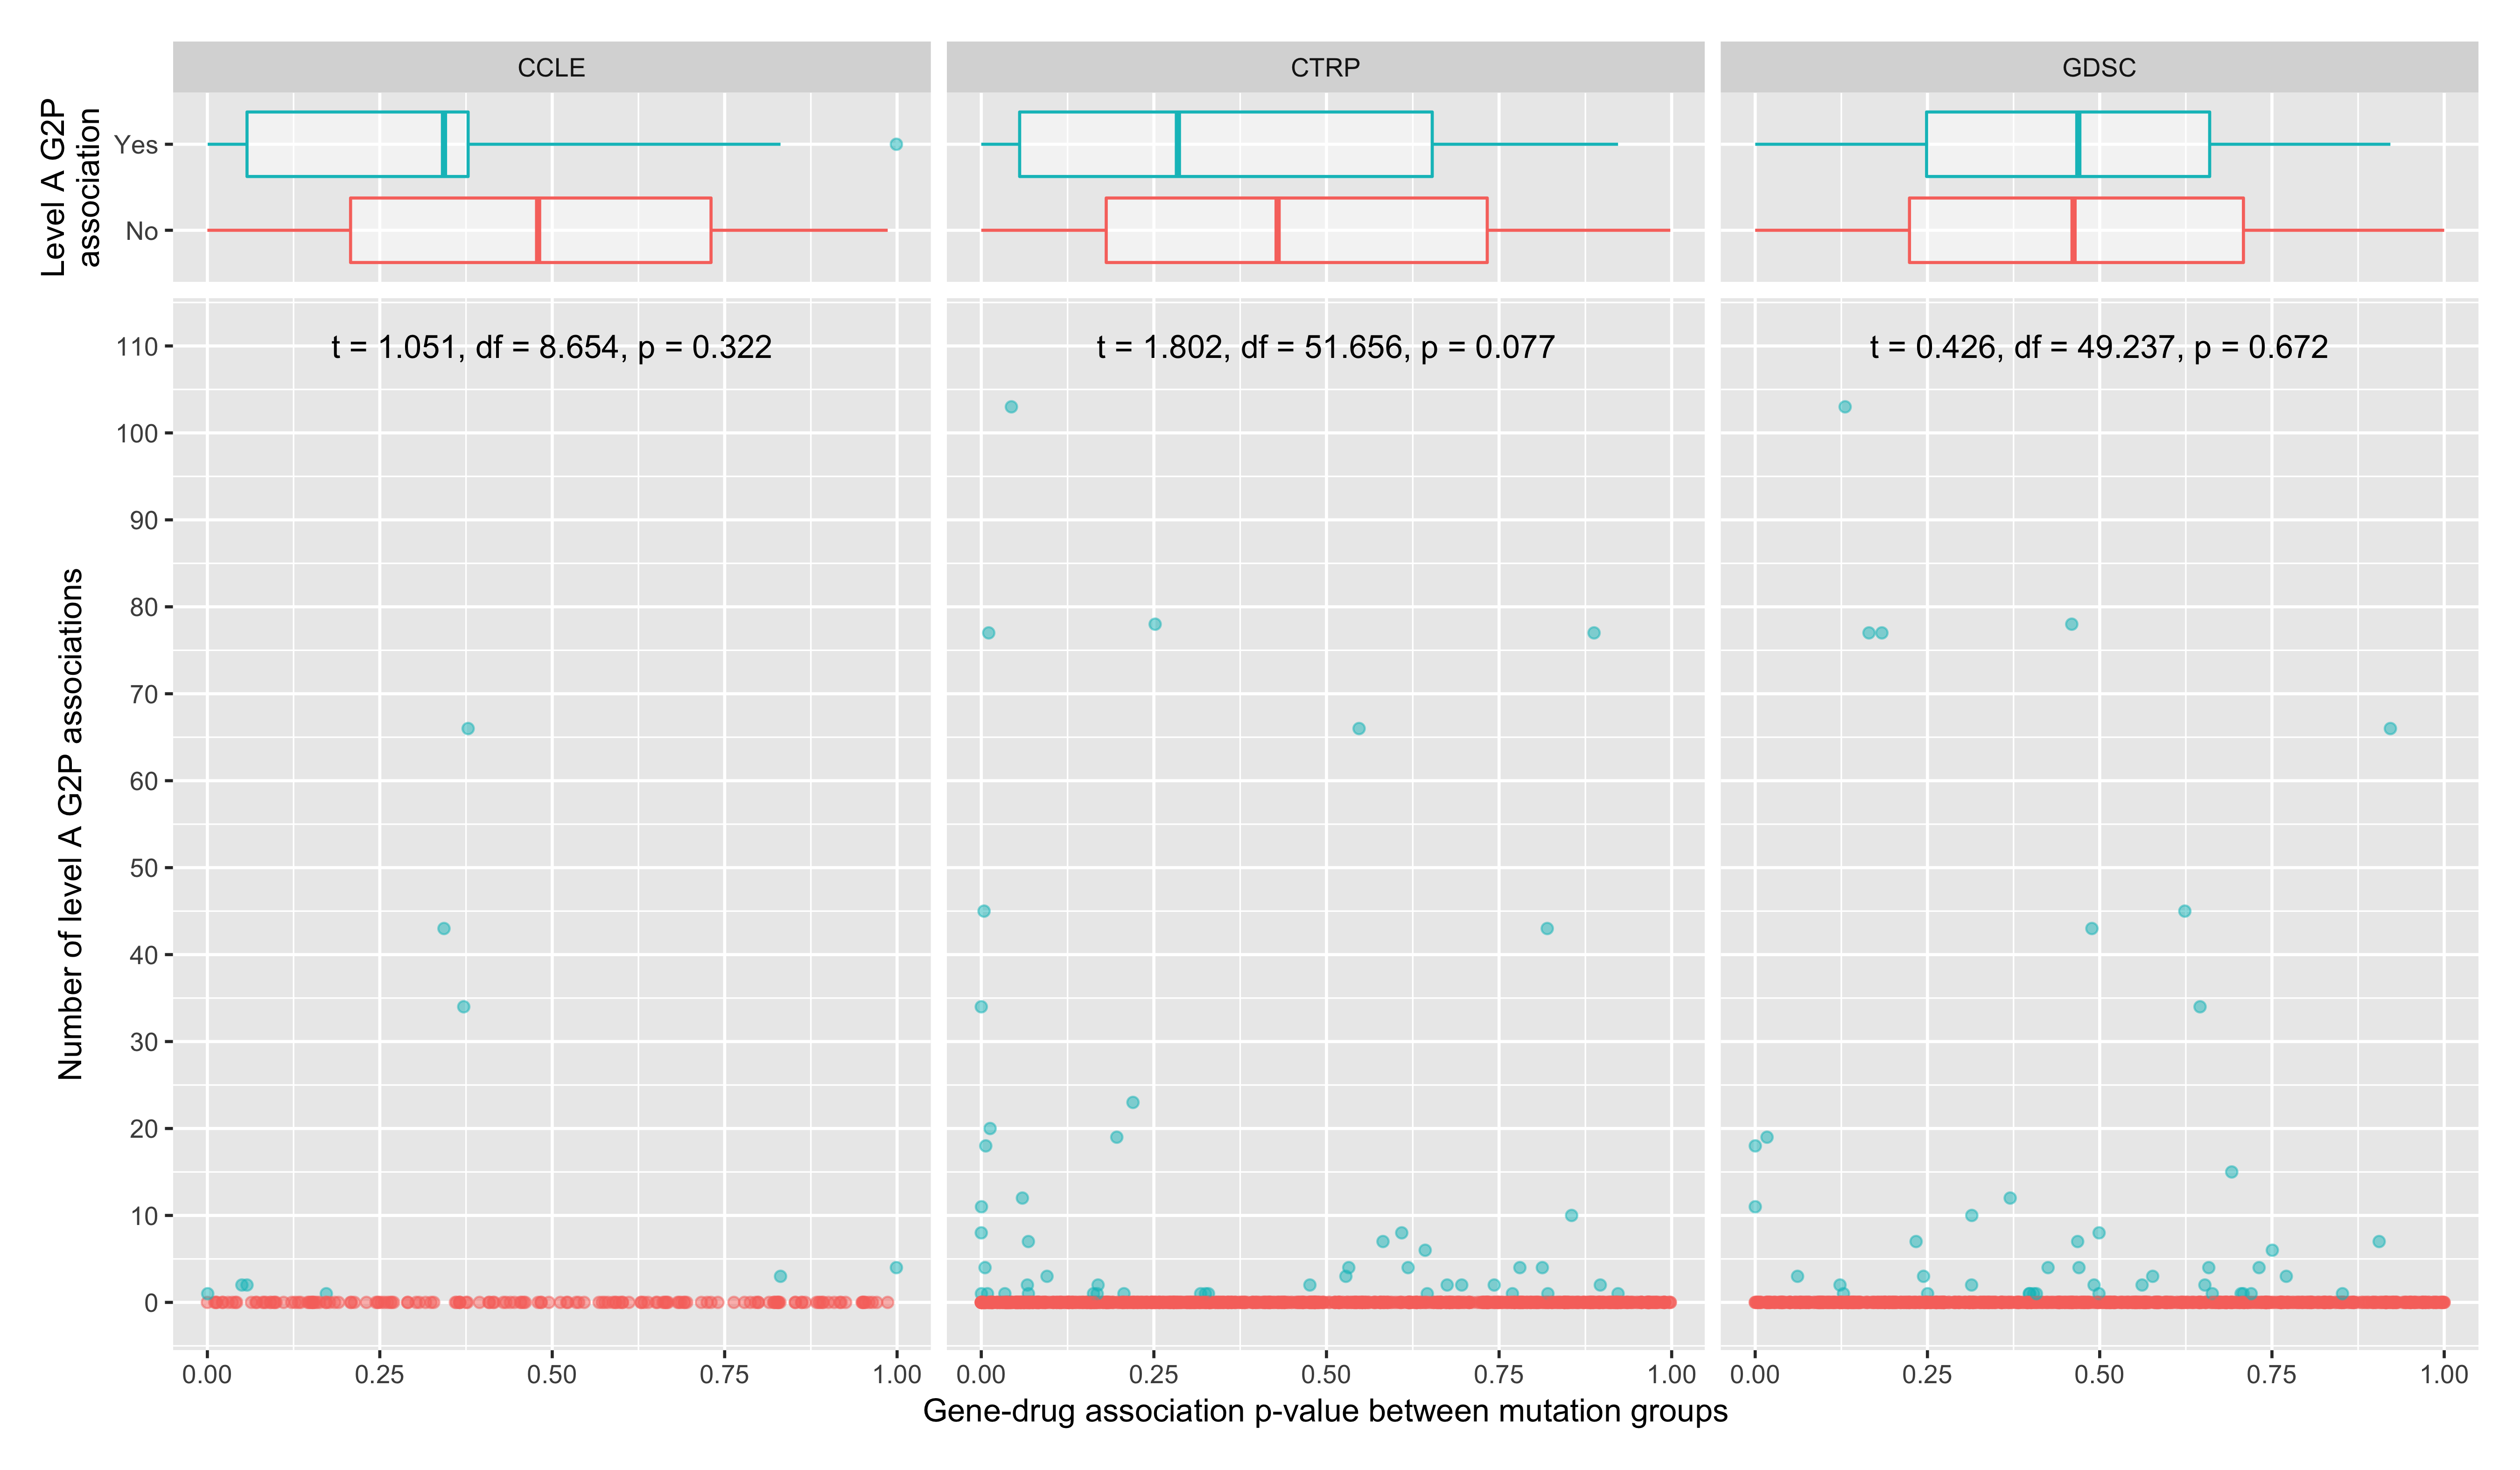 CCLE
CTRP
GDSC
Level A G2P
association
Yes
No
t = 1.051, df = 8.654, p = 0.322
t = 1.802, df = 51.656, p = 0.077
t = 0.426, df = 49.237, p = 0.672
Number of level A G2P associations
110
100
90
80
70
60
50
40
30
20
10
0
0.00 0.25 0.50 0.75 1.00
0.00 0.25 0.50 0.75 1.00
0.00 0.25 0.50 0.75 1.00
Gene-drug association p-value between mutation groups